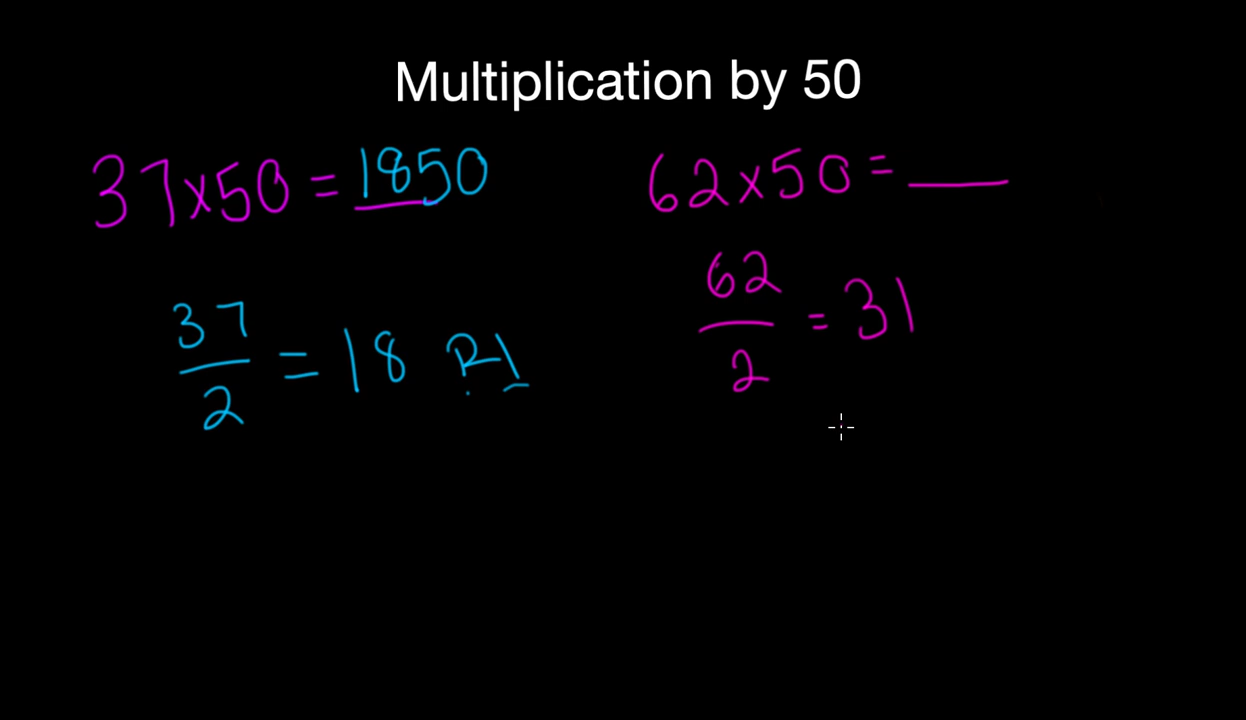 Multiplication by 50
37x50 = 1850
62x50 = ___
37/2 = 18 R1
62/2 = 31